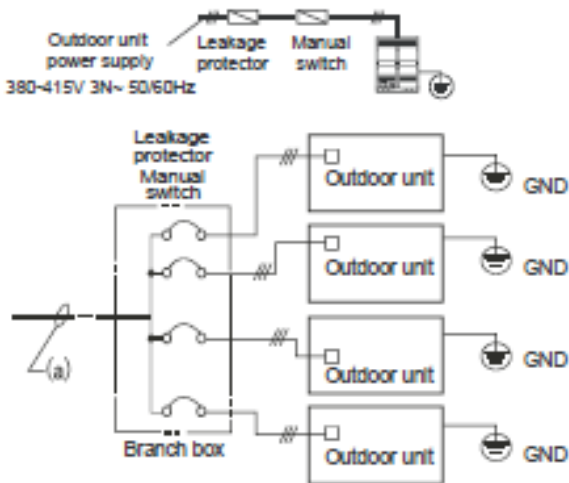 Outdoor unit
power supply
380-415V 3N~ 50/60Hz
Leakage
protector
Manual
switch
Leakage
protector
Manual
switch
Outdoor unit
GND
Outdoor unit
GND
(a)
Outdoor unit
GND
Branch box
Outdoor unit
GND